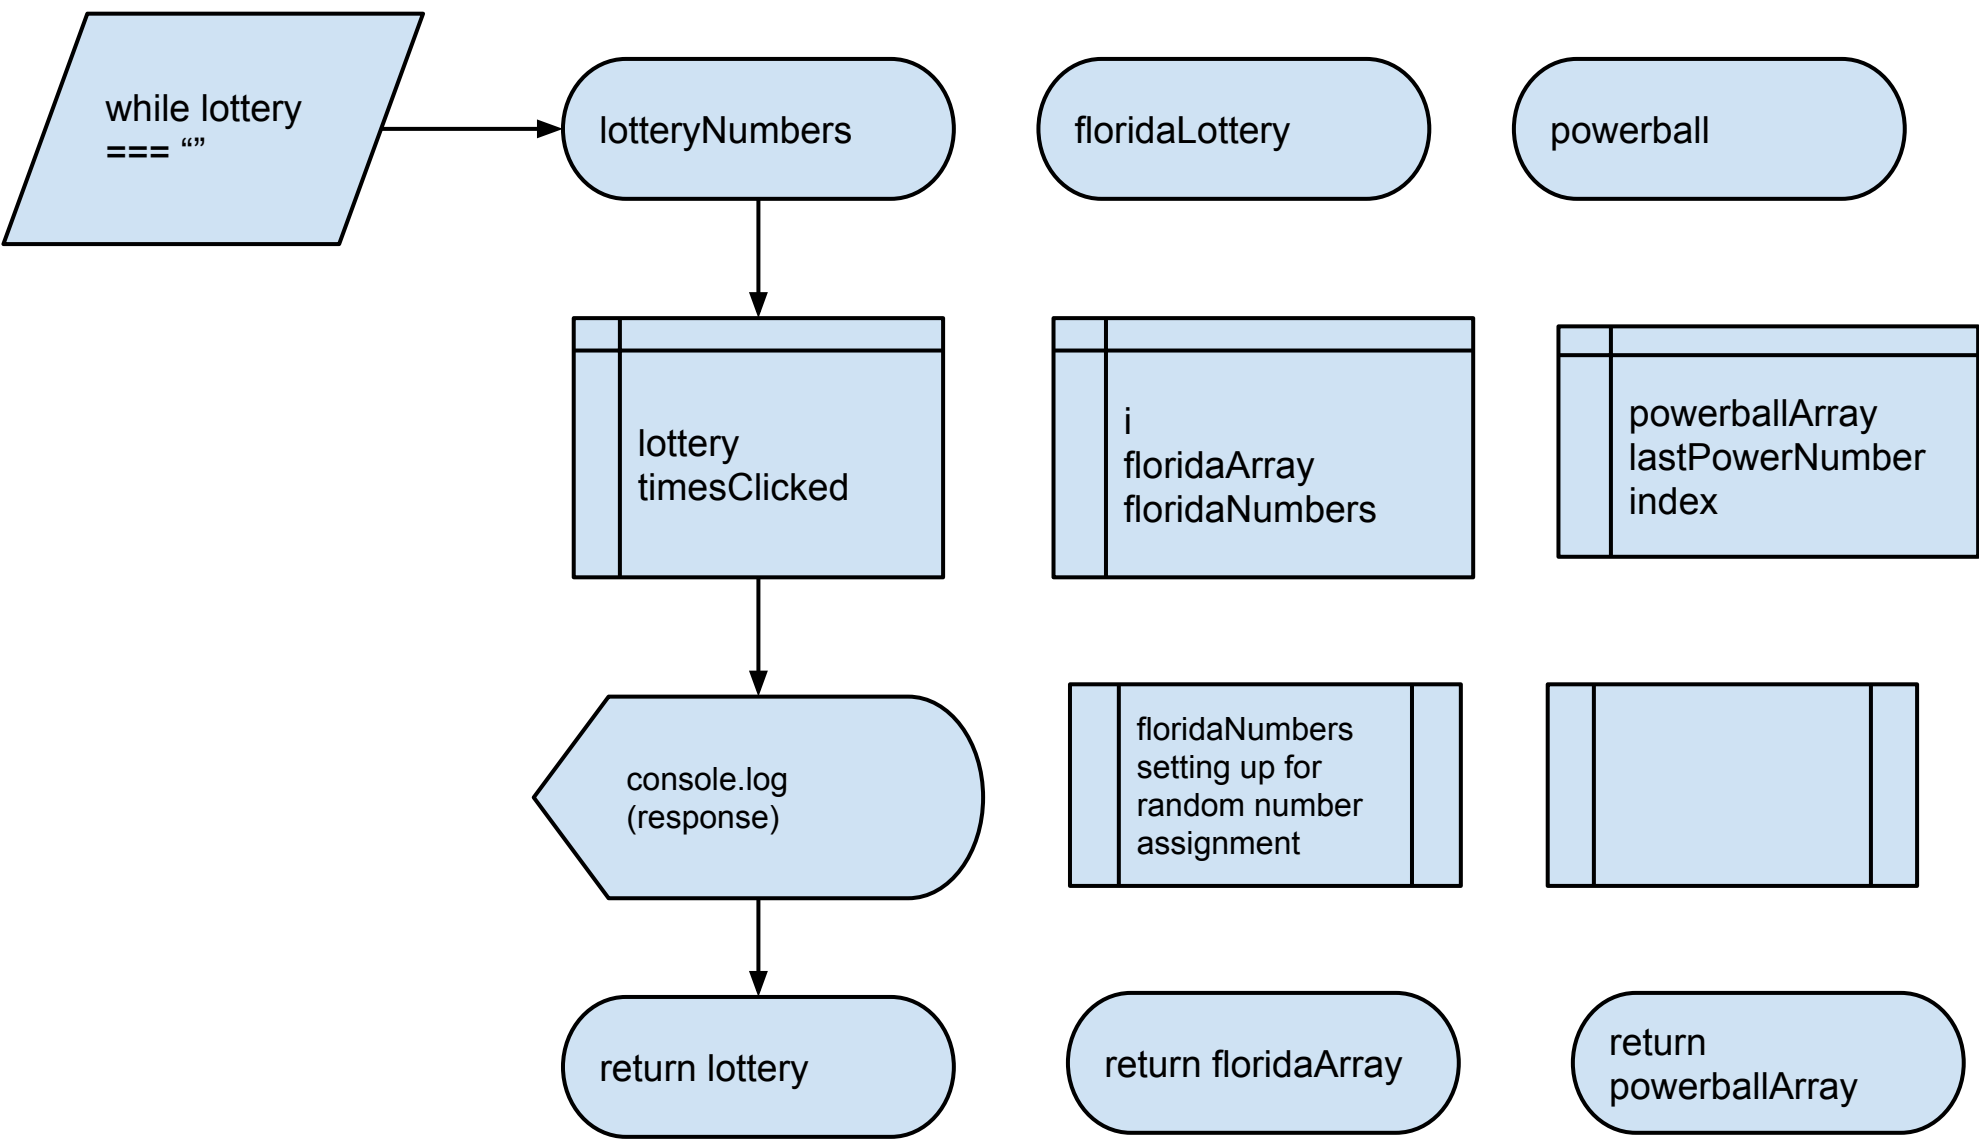 while lottery
=== “”
lotteryNumbers
floridaLottery
powerball
lottery
timesClicked
i
floridaArray
floridaNumbers
powerballArray
lastPowerNumber
index
console.log
(response)
floridaNumbers
setting up for
random number
assignment
return lottery
return floridaArray
return
powerballArray